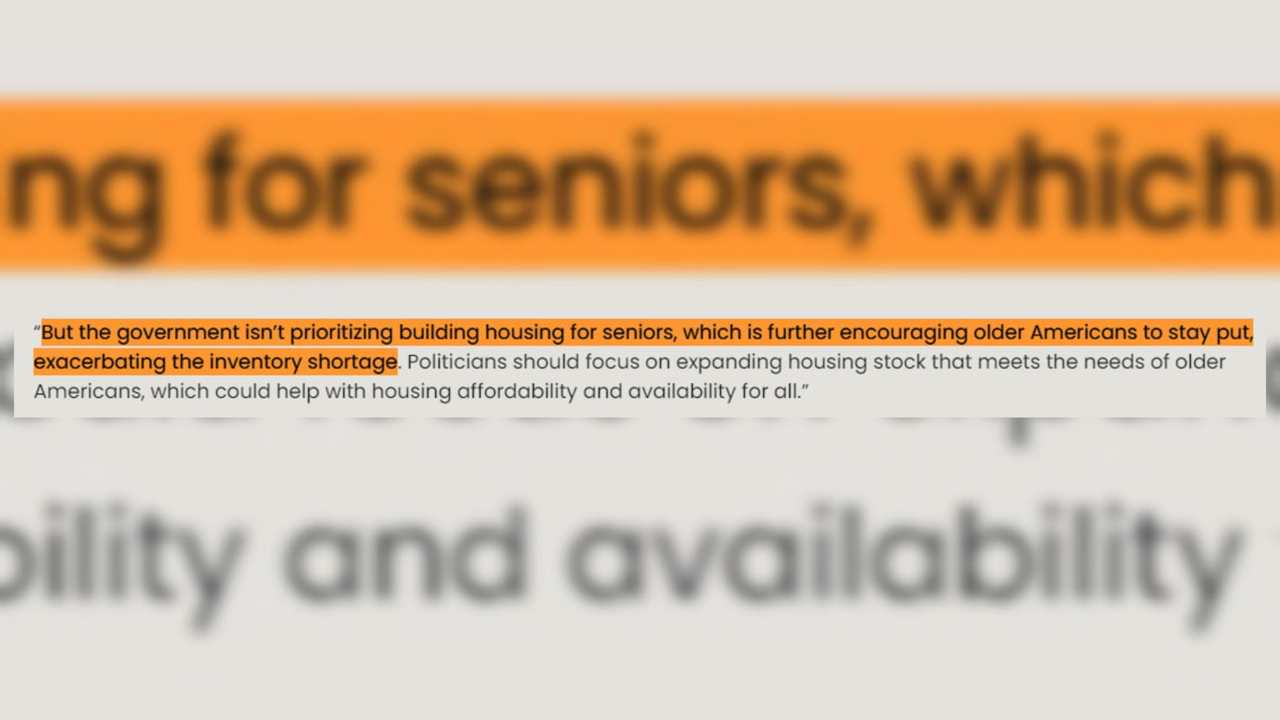 ng for seniors, which
“But the government isn’t prioritizing building housing for seniors, which is further encouraging older Americans to stay put,
exacerbating the inventory shortage. Politicians should focus on expanding housing stock that meets the needs of older
Americans, which could help with housing affordability and availability for all.”
bility and availability